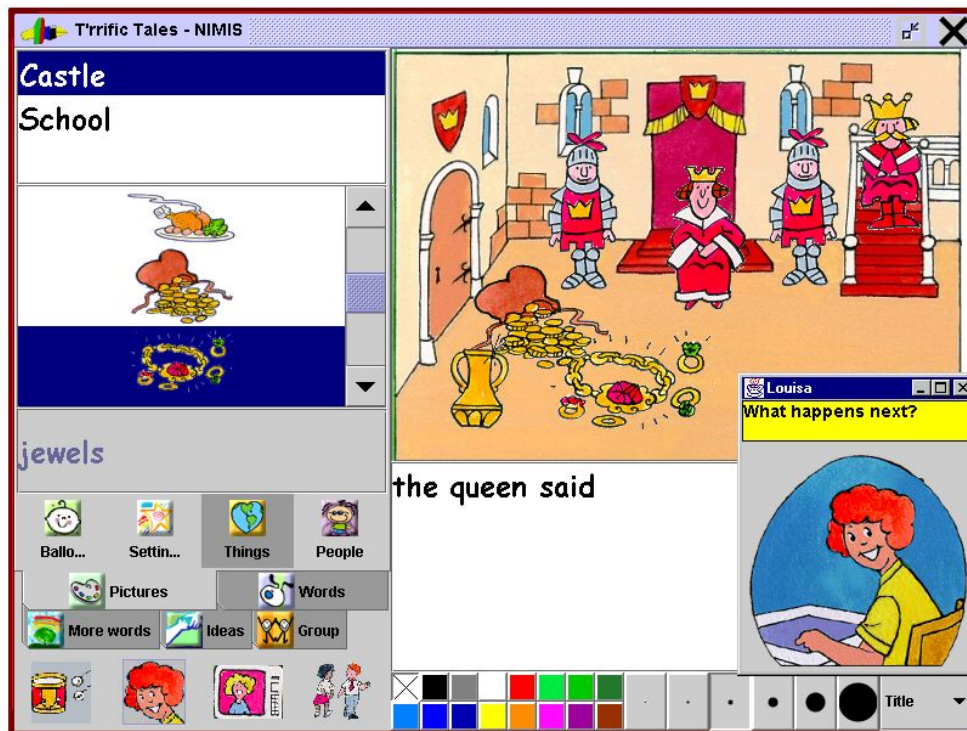 T'rrific Tales - NIMIS
Castle
School
jewels
Ballo...
Settin...
Things
People
Pictures
Words
More words
Ideas
Group
the queen said
Louisa
What happens next?
Title